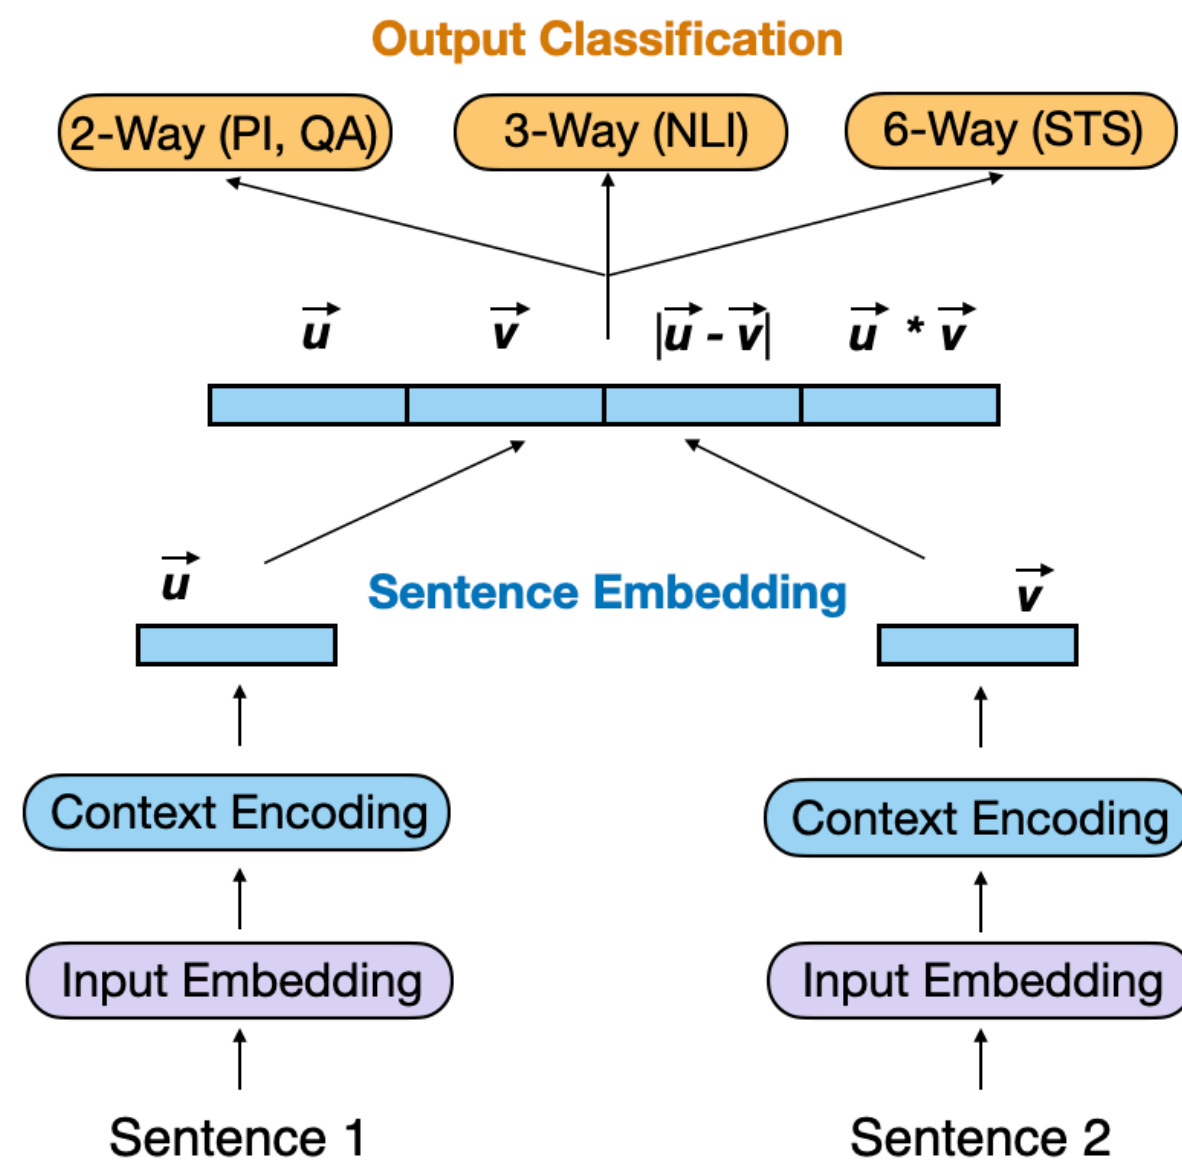 Output Classification
2-Way (PI, QA) 3-Way (NLI) 6-Way (STS)
u v |u - v| u * v
u Sentence Embedding v
Context Encoding Context Encoding
Input Embedding Input Embedding
Sentence 1 Sentence 2